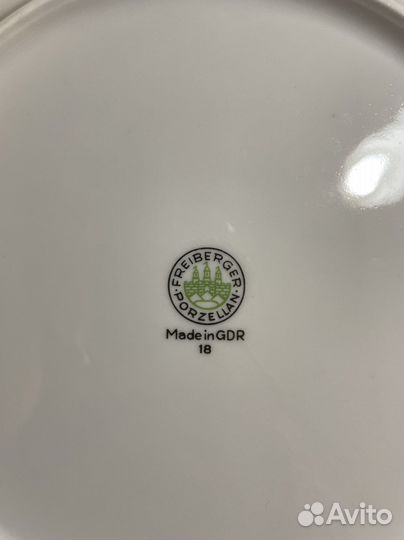 FREIBERGER
PORZELLAN
Made in GDR
18
Avito